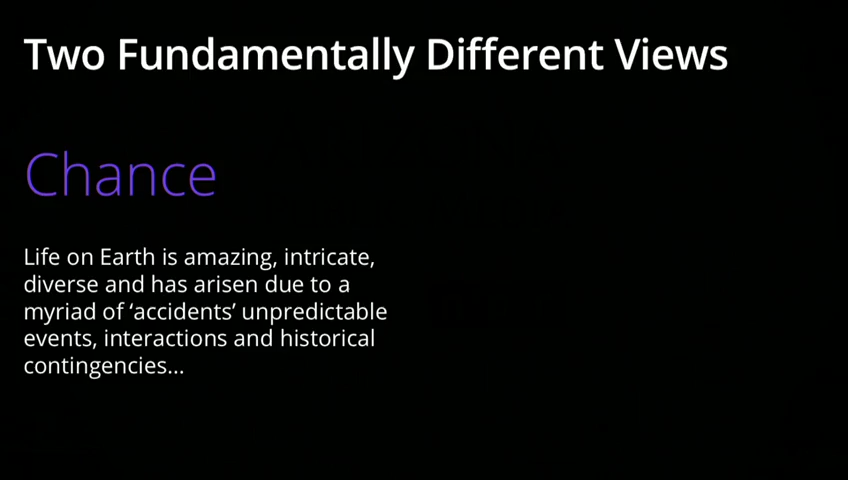 Two Fundamentally Different Views
Chance
Life on Earth is amazing, intricate,
diverse and has arisen due to a
myriad of ‘accidents’ unpredictable
events, interactions and historical
contingencies...